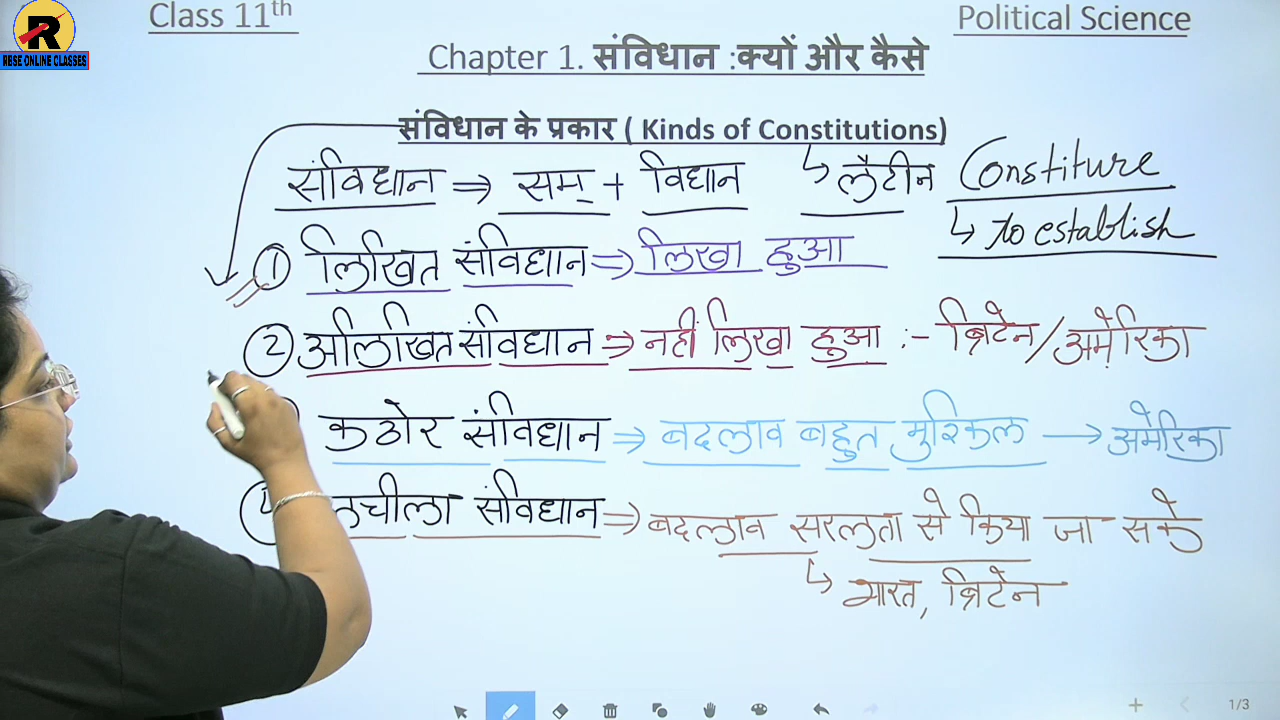 Class 11th
Political Science
R
RBSE ONLINE CLASSES
Chapter 1. संविधान :क्यों और कैसे
संविधान के प्रकार ( Kinds of Constitutions)
संविधान ⇒ सम् + विधान ↳ लैटीन Constiture
↳ to establish
① लिखित संविधान ⇒ लिखा हुआ
② अलिखित संविधान ⇒ नहीं लिखा हुआ :- ब्रिटेन/अमेरिका
कठोर संविधान ⇒ बदलाव बहुत मुश्किल → अमेरिका
लचीला संविधान ⇒ बदलाव सरलता से किया जा सके
↳ भारत, ब्रिटेन
1/3